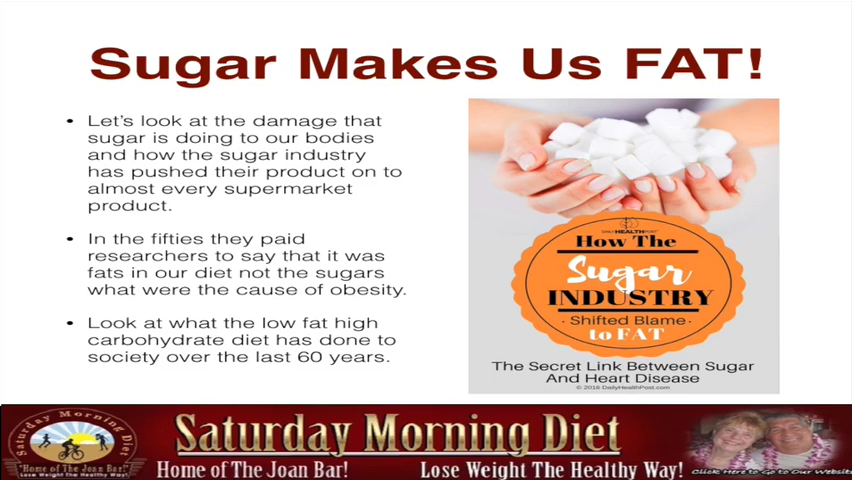 Sugar Makes Us FAT!
• Let's look at the damage that
sugar is doing to our bodies
and how the sugar industry
has pushed their product on to
almost every supermarket
product.
• In the fifties they paid
researchers to say that it was
fats in our diet not the sugars
what were the cause of obesity.
• Look at what the low fat high
carbohydrate diet has done to
society over the last 60 years.
DAILYHEALTHPOST
How The
Sugar
INDUSTRY
· Shifted Blame ·
to FAT
The Secret Link Between Sugar
And Heart Disease
© 2016 DailyHealthPost.com
Saturday Morning Diet
"Home of The Joan Bar!"
Lose Weight The Healthy Way!
Saturday Morning Diet
Home of The Joan Bar!
Lose Weight The Healthy Way!
Click Here to Go to Our Website